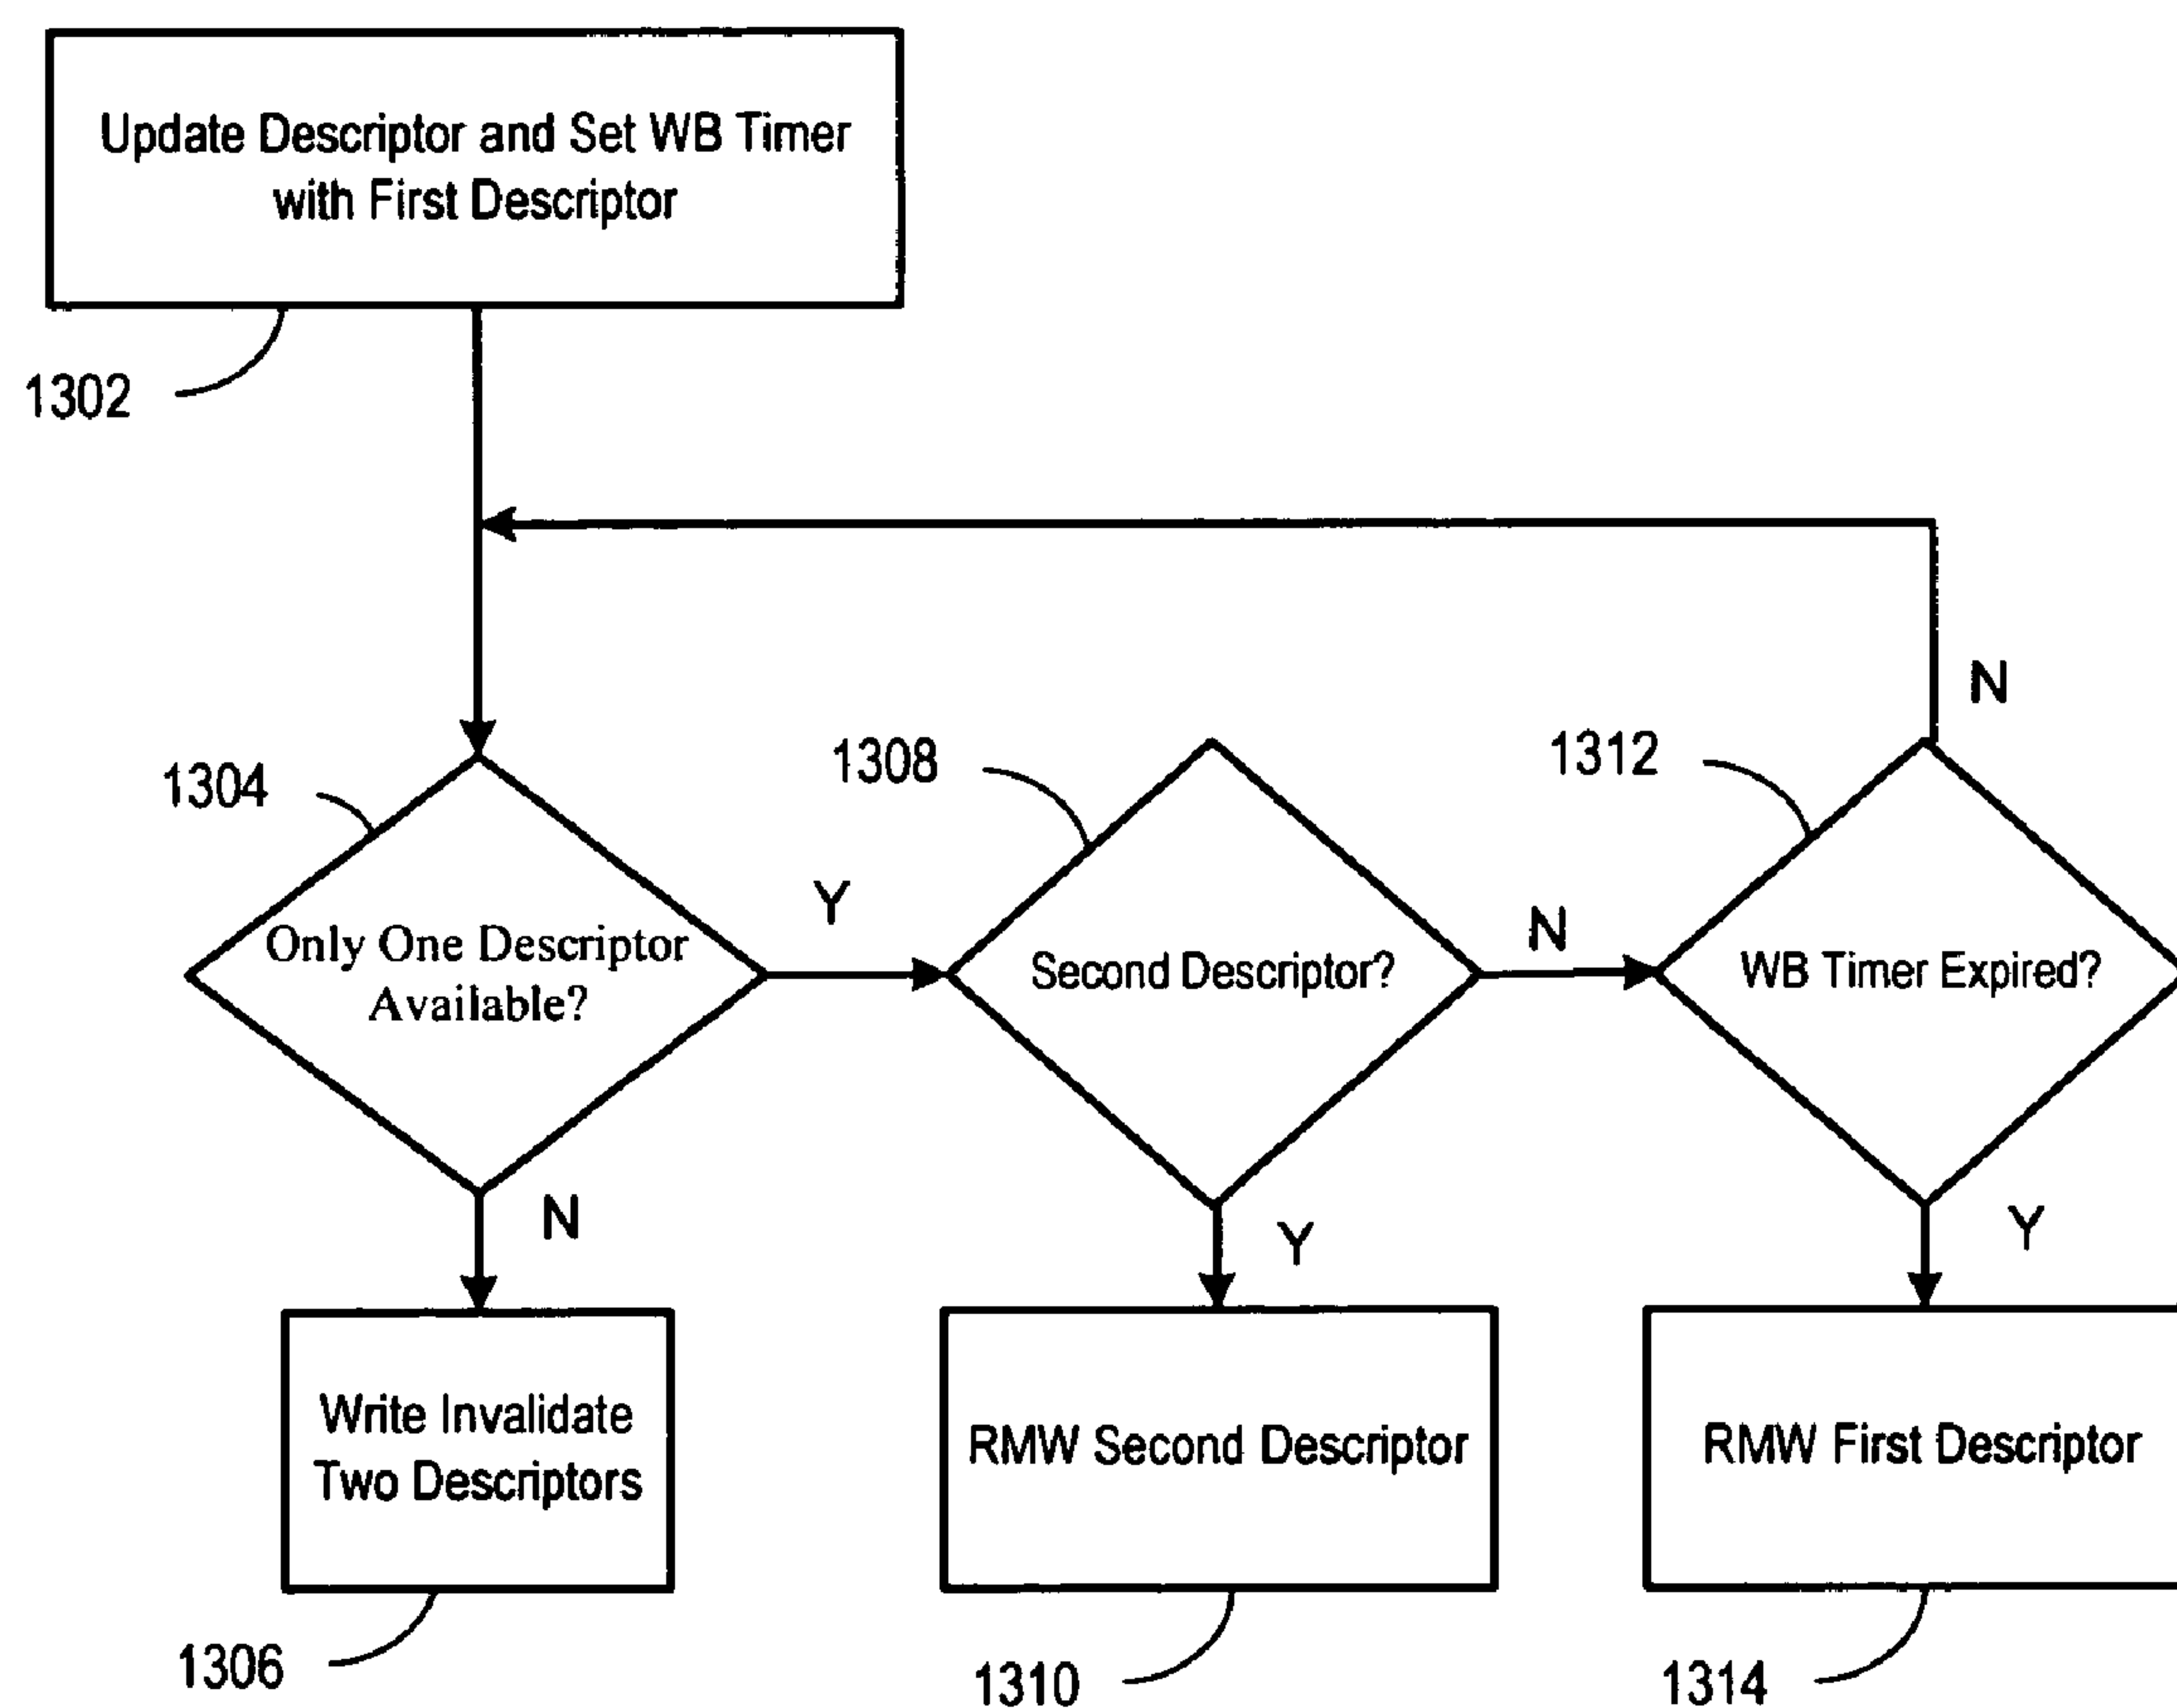 Update Descriptor and Set WB Timer
with First Descriptor
1302
N
1304
1308
1312
Only One Descriptor
Available?
Y
Second Descriptor?
N
WB Timer Expired?
N
Y
Y
Write Invalidate
Two Descriptors
RMW Second Descriptor
RMW First Descriptor
1306
1310
1314